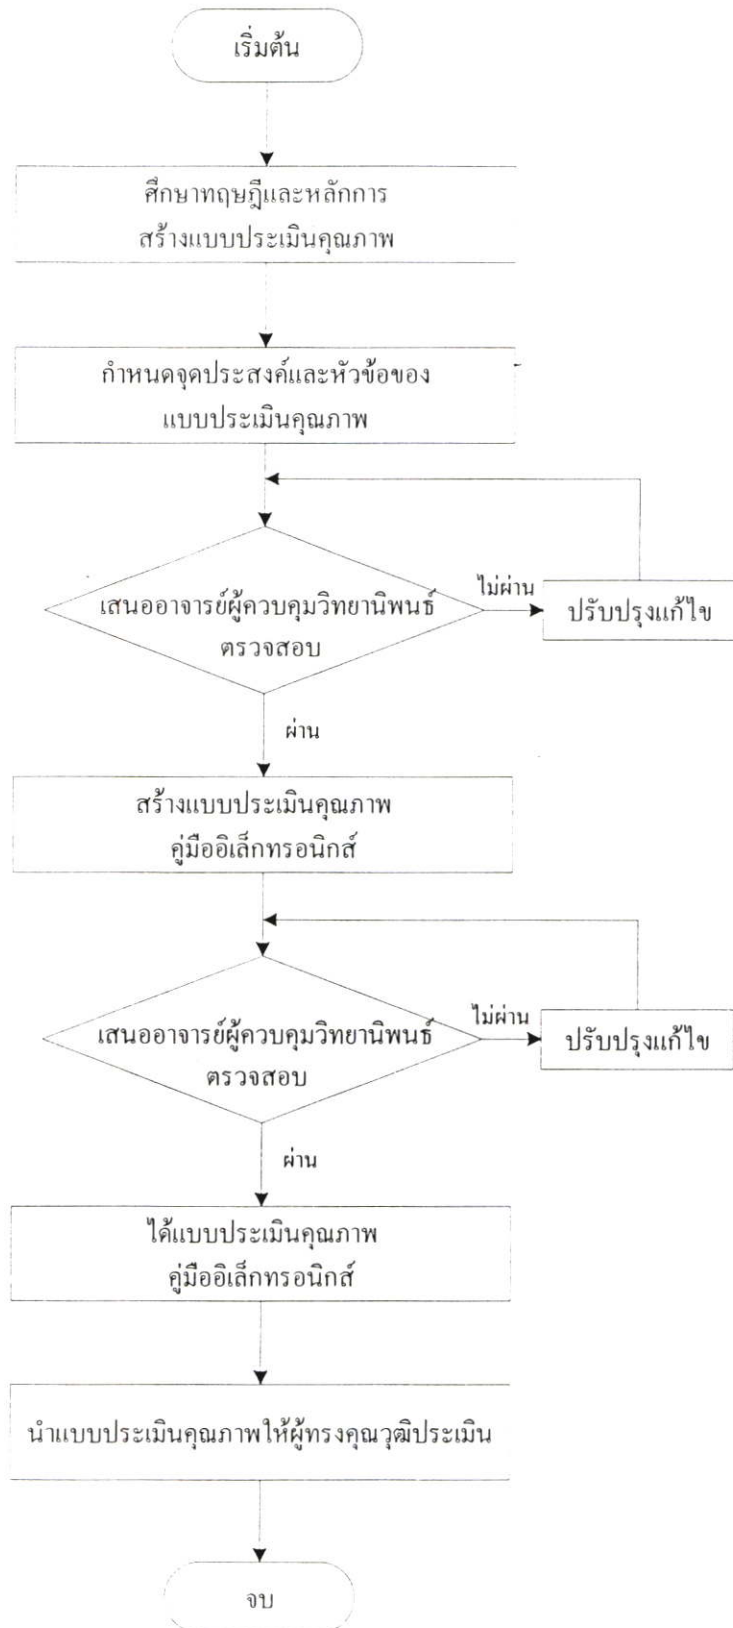 เริ่มต้น
ศึกษาทฤษฎีและหลักการ
สร้างแบบประเมินคุณภาพ
กำหนดจุดประสงค์และหัวข้อของ
แบบประเมินคุณภาพ
เสนออาจารย์ผู้ควบคุมวิทยานิพนธ์
ตรวจสอบ
ไม่ผ่าน
ปรับปรุงแก้ไข
ผ่าน
สร้างแบบประเมินคุณภาพ
คู่มืออิเล็กทรอนิกส์
เสนออาจารย์ผู้ควบคุมวิทยานิพนธ์
ตรวจสอบ
ไม่ผ่าน
ปรับปรุงแก้ไข
ผ่าน
ได้แบบประเมินคุณภาพ
คู่มืออิเล็กทรอนิกส์
นำแบบประเมินคุณภาพให้ผู้ทรงคุณวุฒิประเมิน
จบ